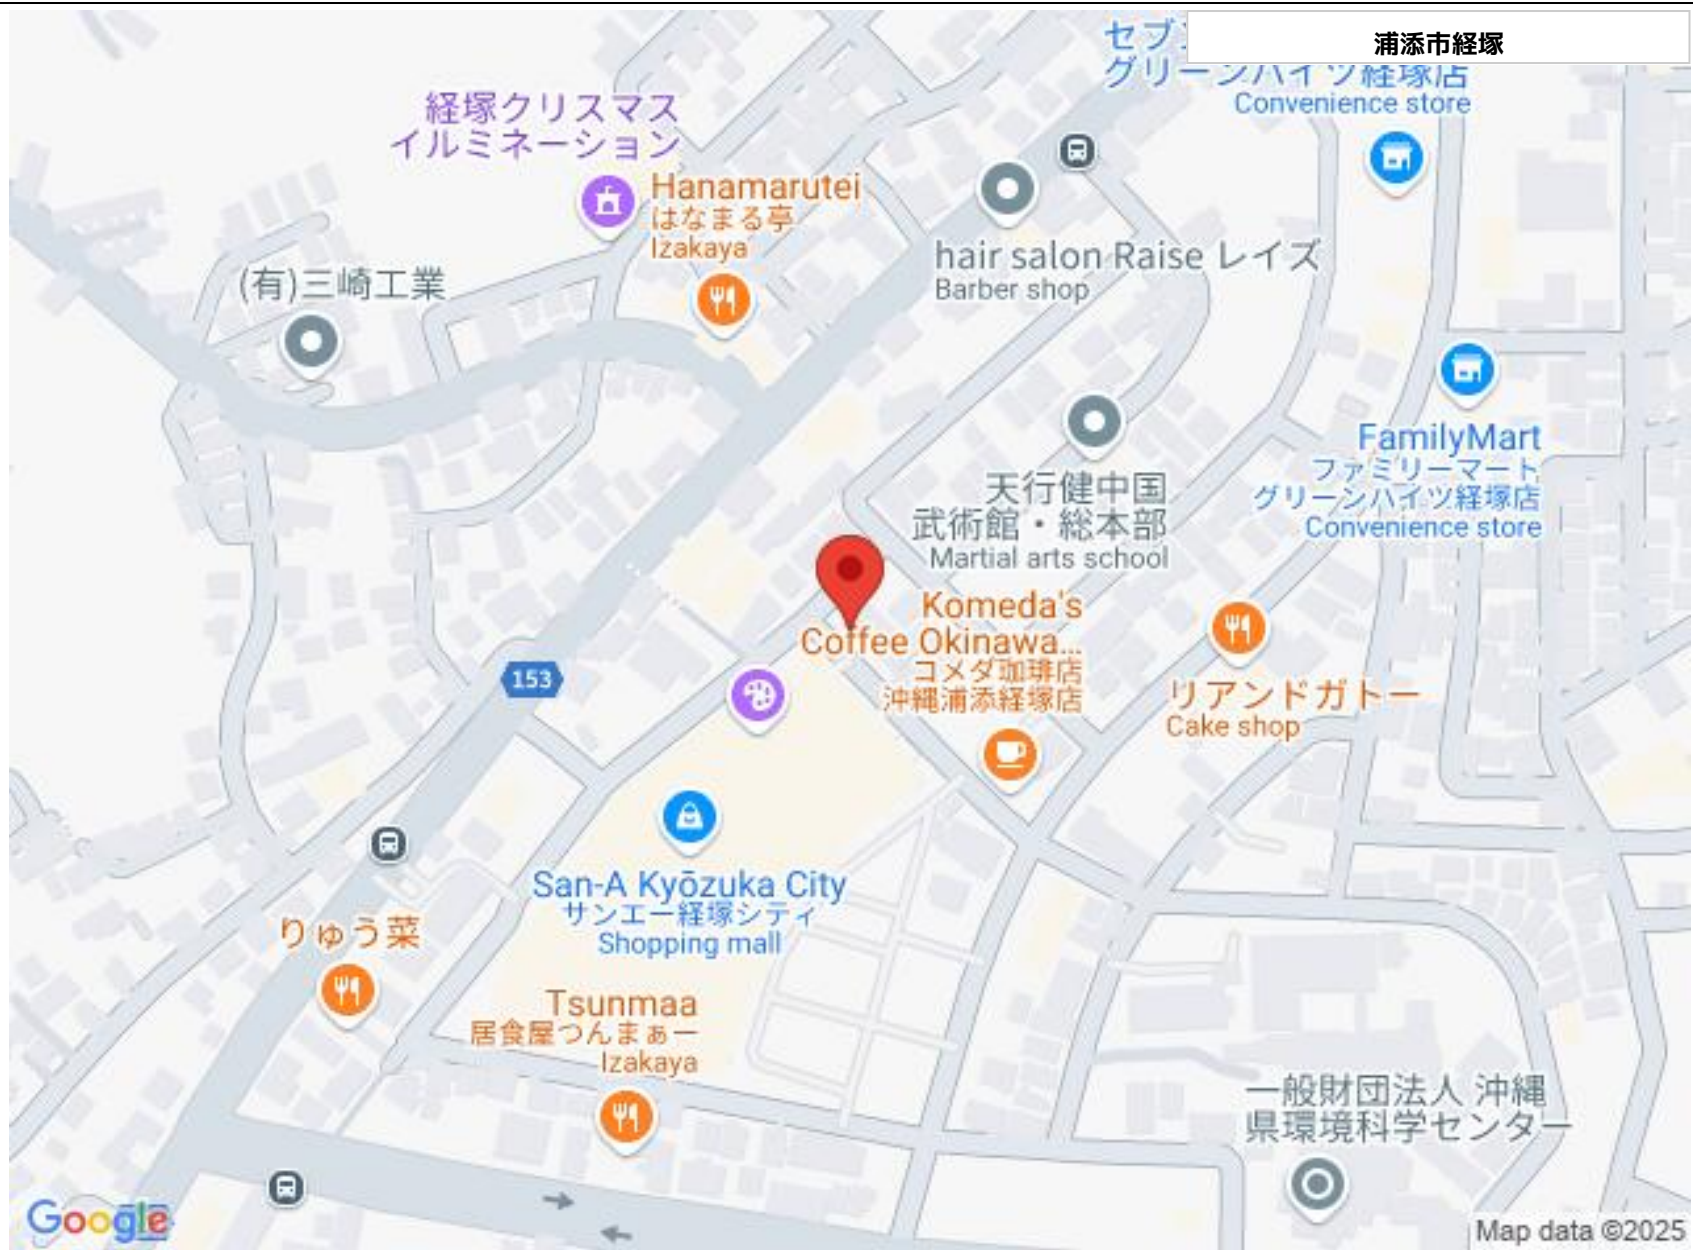 浦添市経塚
セブ
グリーンハイツ経塚店
Convenience store
経塚クリスマス
イルミネーション
Hanamarutei
はなまる亭
Izakaya
hair salon Raise レイズ
Barber shop
(有)三崎工業
FamilyMart
ファミリーマート
グリーンハイツ経塚店
Convenience store
天行健中国
武術館・総本部
Martial arts school
Komeda's
Coffee Okinawa...
コメダ珈琲店
沖縄浦添経塚店
153
リアンドガトー
Cake shop
San-A Kyōzuka City
サンエー経塚シティ
Shopping mall
りゅう菜
Tsunmaa
居食屋つんまぁー
Izakaya
一般財団法人 沖縄
県環境科学センター
Google
Map data ©2025